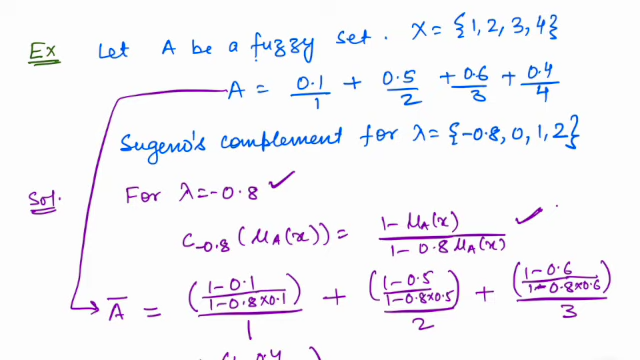 Ex Let A be a fuzzy set. X = {1, 2, 3, 4}
A = 0.1/1 + 0.5/2 + 0.6/3 + 0.4/4
Sugeno's complement for λ = {-0.8, 0, 1, 2}
Sol. For λ = -0.8 ✓
C₋₀.₈(μA(x)) = (1 - μA(x))/(1 - 0.8 μA(x)) ✓
A̅ = ((1-0.1)/(1-0.8×0.1))/1 + ((1-0.5)/(1-0.8×0.5))/2 + ((1-0.6)/(1-0.8×0.6))/3